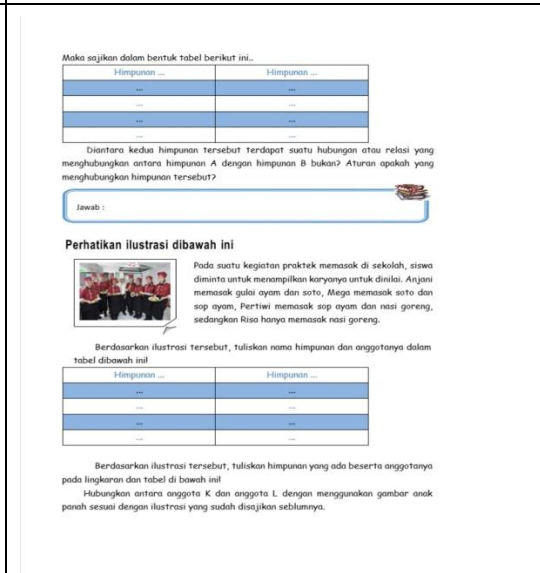 Maka sajikan dalam bentuk tabel berikut ini..
Himpunan ... Himpunan ...
... ...
... ...
... ...
... ...
Diantara kedua himpunan tersebut terdapat suatu hubungan atau relasi yang
menghubungkan antara himpunan A dengan himpunan B bukan? Aturan apakah yang
menghubungkan himpunan tersebut?
Jawab :
Perhatikan ilustrasi dibawah ini
Pada suatu kegiatan praktek memasak di sekolah, siswa
diminta untuk menampilkan karyanya untuk dinilai. Anjani
memasak gulai ayam dan soto, Mega memasak soto dan
sop ayam, Pertiwi memasak sop ayam dan nasi goreng,
sedangkan Risa hanya memasak nasi goreng.
Berdasarkan ilustrasi tersebut, tuliskan nama himpunan dan anggotanya dalam
tabel dibawah ini!
Himpunan ... Himpunan ...
... ...
... ...
... ...
... ...
Berdasarkan ilustrasi tersebut, tuliskan himpunan yang ada beserta anggotanya
pada lingkaran dan tabel di bawah ini!
Hubungkan antara anggota K dan anggota L dengan menggunakan gambar anak
panah sesuai dengan ilustrasi yang sudah disajikan seblumnya.